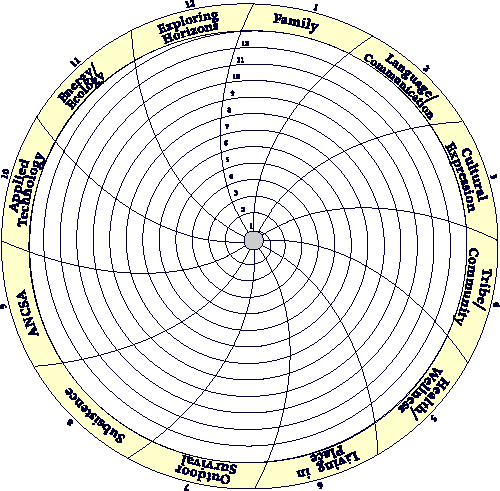 1
Family
2
Language/
Communication
3
Cultural
Expression
4
Tribe/
Community
5
Health/
Wellness
6
Living in
Place
7
Outdoor
Survival
8
Subsistence
9
ANCSA
10
Applied
Technology
11
Energy/
Ecology
12
Exploring
Horizons
12
11
10
9
8
7
6
5
4
3
2
1